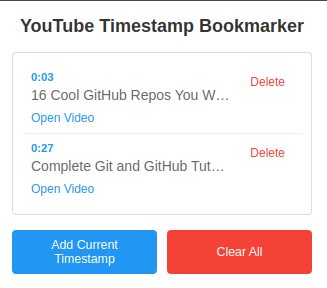 YouTube Timestamp Bookmarker
0:03
Delete
16 Cool GitHub Repos You W…
Open Video
0:27
Delete
Complete Git and GitHub Tut…
Open Video
Add Current
Timestamp
Clear All